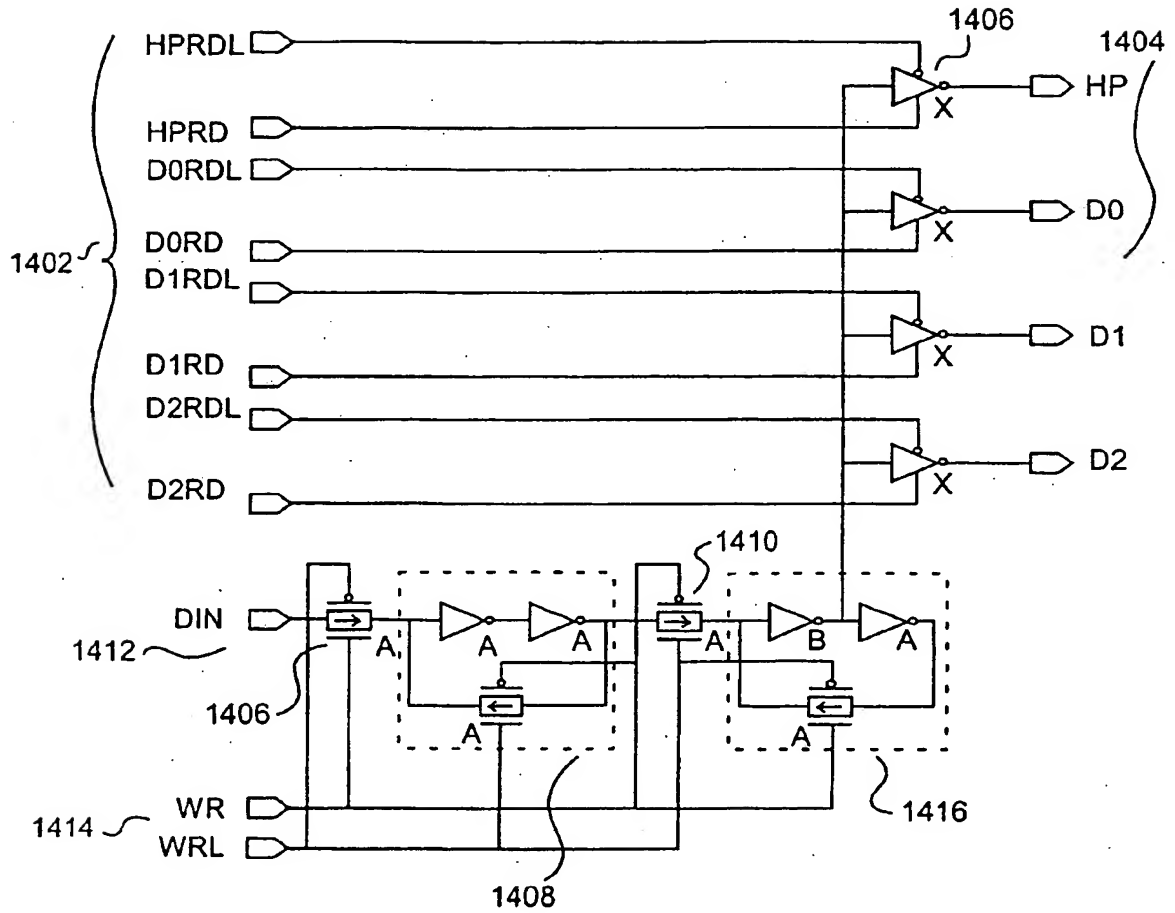 HPRDL
1406
1404
HP
HPRD
X
D0RDL
D0
X
1402
D0RD
D1RDL
D1
X
D1RD
D2RDL
D2
X
D2RD
1410
DIN
A
A
A
A
B
A
1412
1406
A
A
WR
1416
1414
WRL
1408